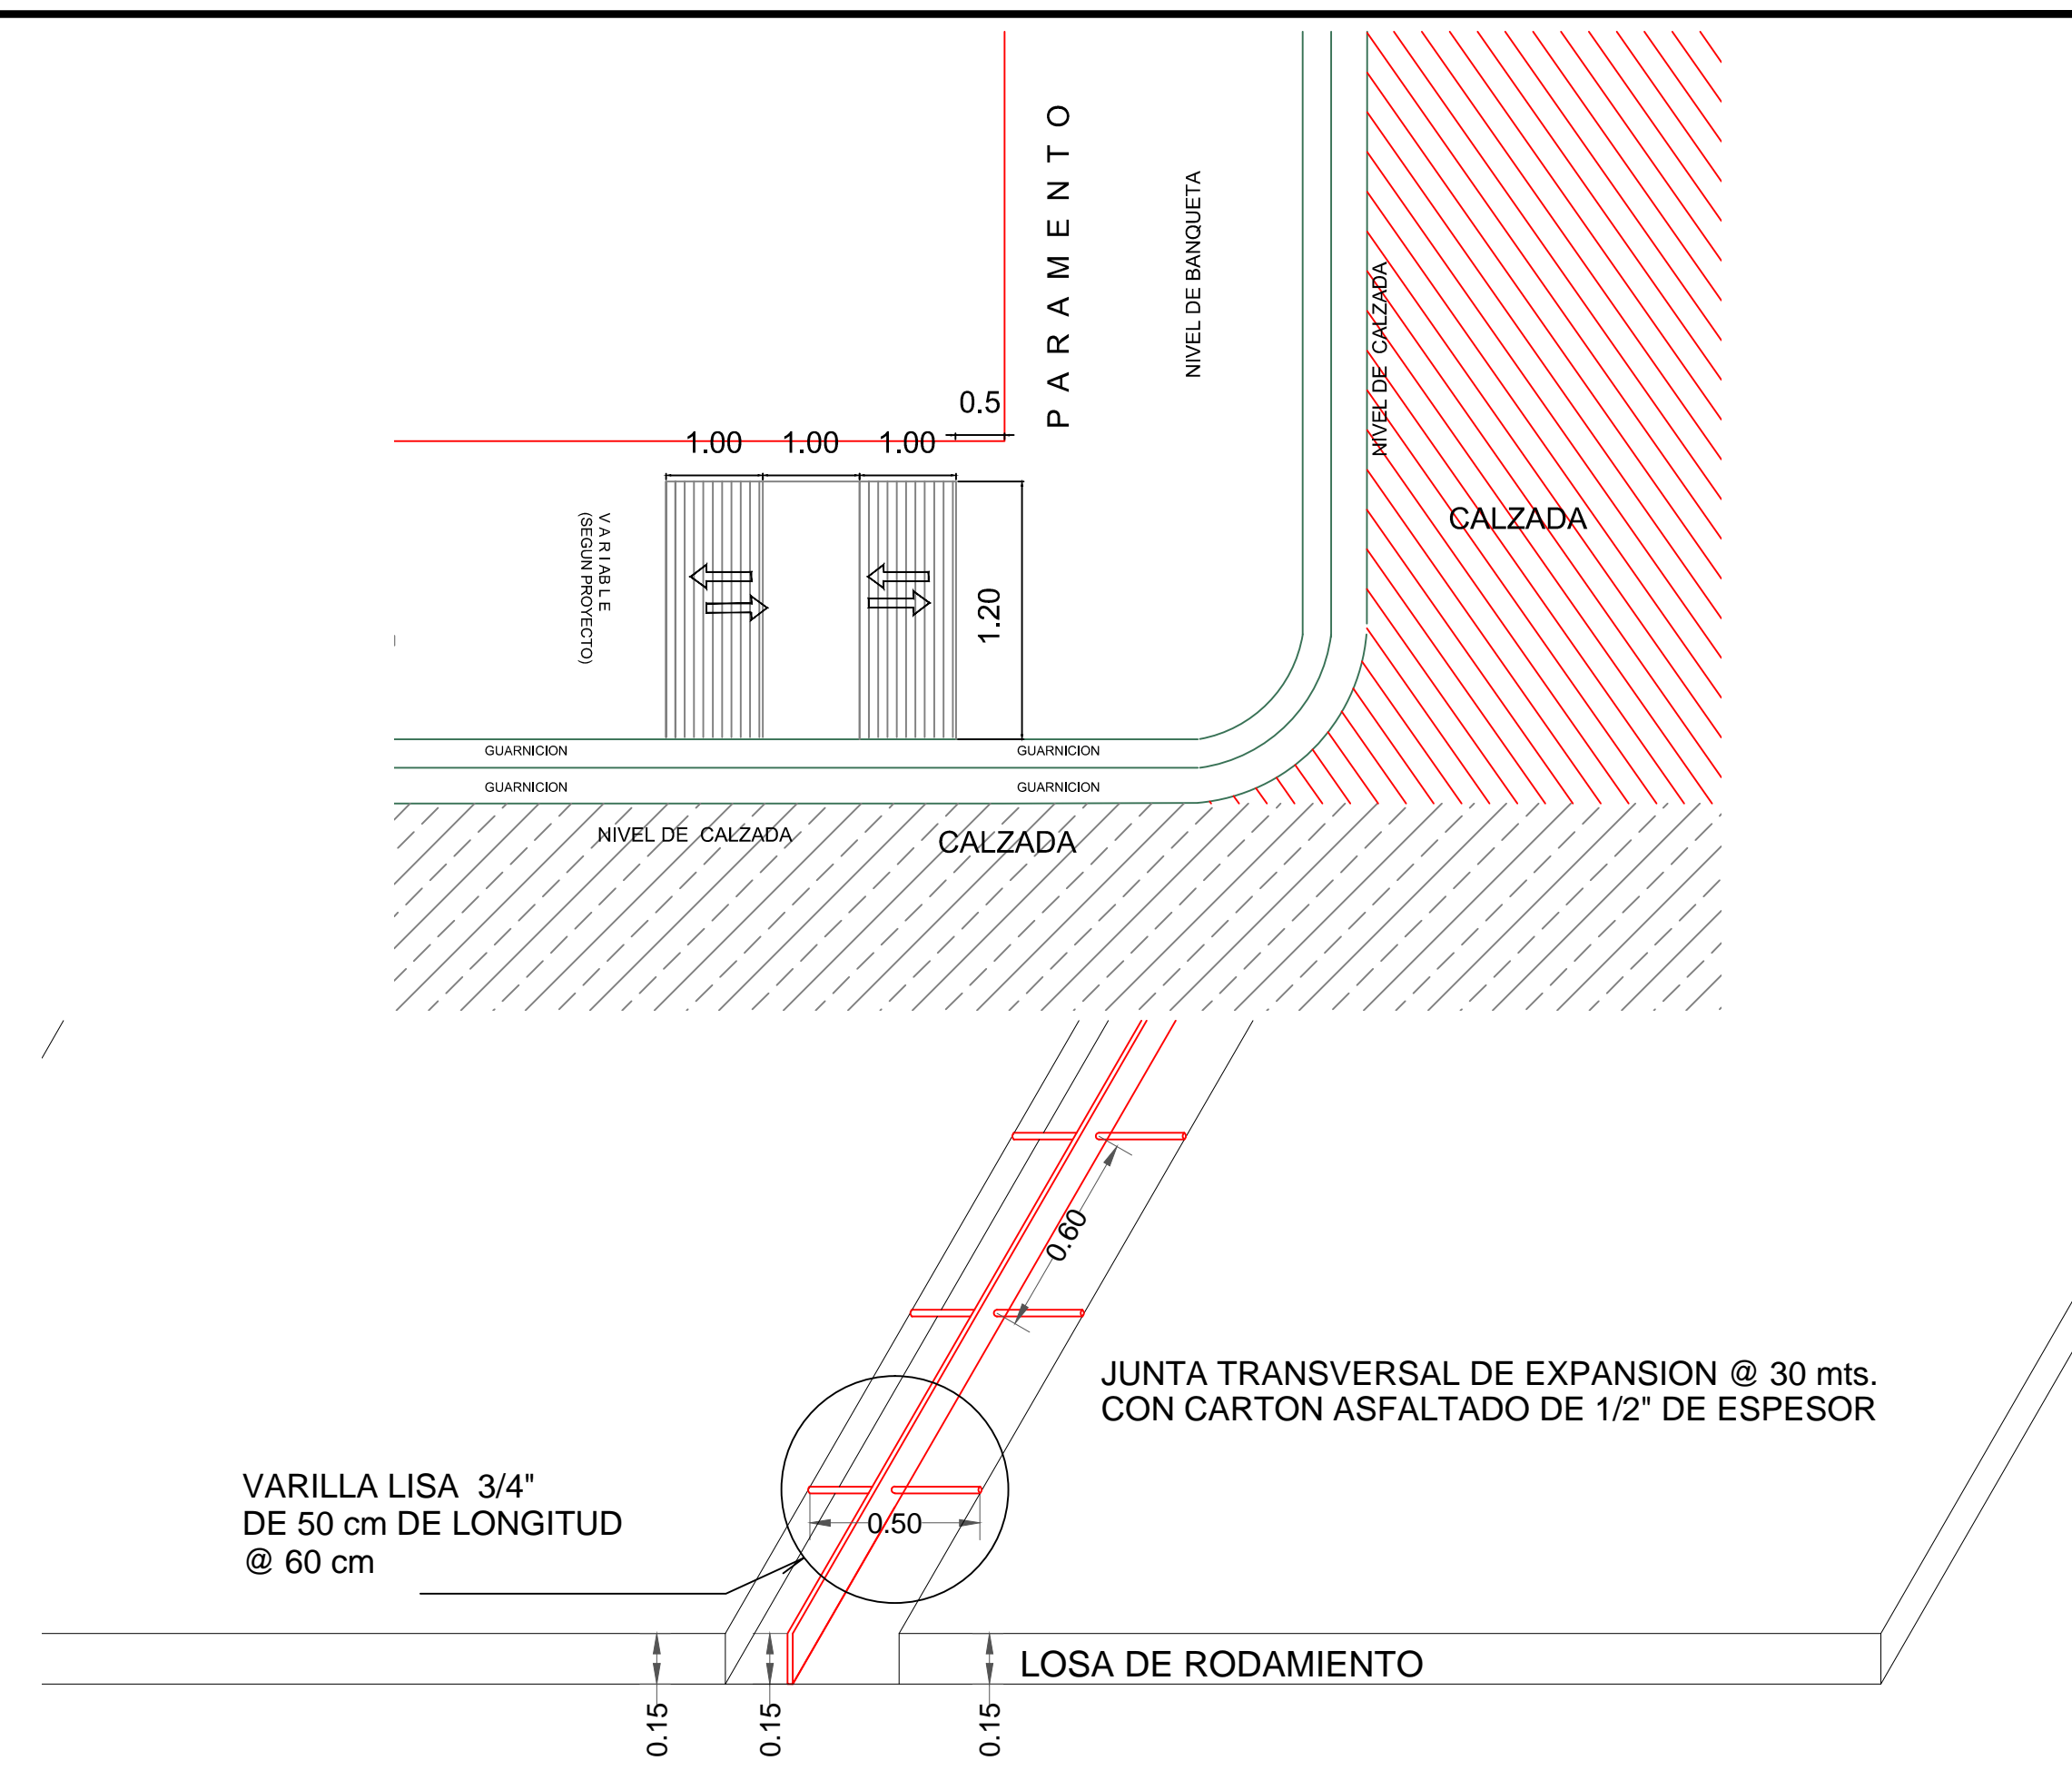 P A R A M E N T O
NIVEL DE BANQUETA
NIVEL DE CALZADA
0.5
1.00 1.00 1.00
CALZADA
V A R I A B L E
(SEGUN PROYECTO)
1.20
GUARNICION GUARNICION
GUARNICION GUARNICION
NIVEL DE CALZADA
CALZADA
0.60
JUNTA TRANSVERSAL DE EXPANSION @ 30 mts.
CON CARTON ASFALTADO DE 1/2" DE ESPESOR
VARILLA LISA 3/4"
DE 50 cm DE LONGITUD
@ 60 cm
0.50
LOSA DE RODAMIENTO
0.15 0.15 0.15